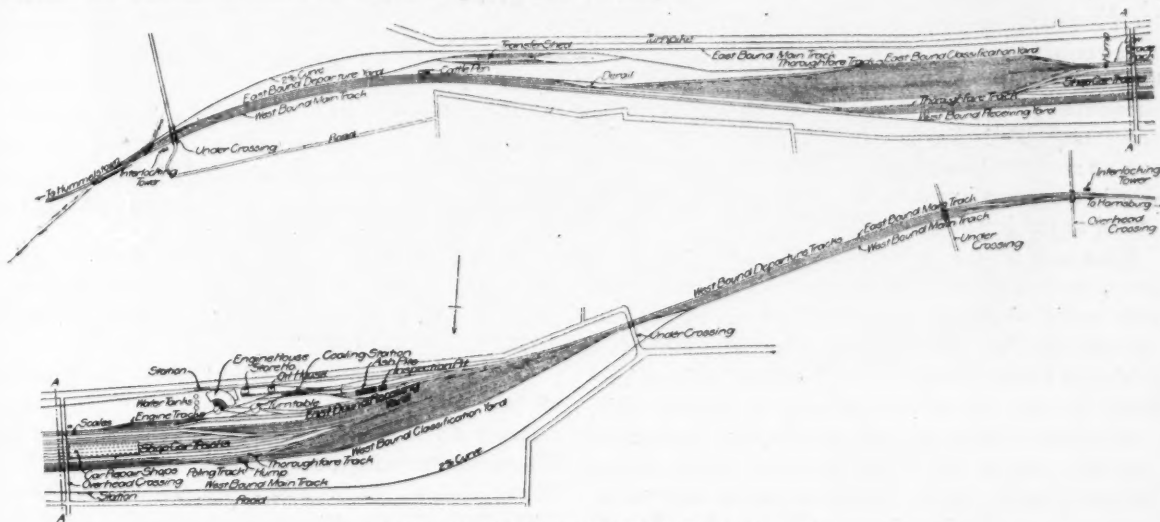 Turnpike
A
Transfer Shed
East Bound Main Track
Thoroughfare Track
East Bound Classification Yard
Hump
2% Curve
East Bound Departure Yard
Cattle Pen
Derail
Shop Car Tracks
West Bound Main Track
Thoroughfare Track
West Bound Receiving Yard
Road
Under Crossing
Interlocking
Tower
To Hummelstown
A
Interlocking
Tower
To Harrisburg
East Bound Main Track
West Bound Main Track
Overhead
Crossing
Under
Crossing
West Bound Departure Tracks
Under Crossing
Engine House
Coaling Station
Station
Store Ho.
Oil House
Ash Pits
Inspection Pit
A
Water Tanks
Turntable
Scales
Engine Tracks
East Bound Receiving
Yard
West Bound Classification Yard
Shop Car Tracks
Thoroughfare Track
Car Repair Shops
Poling Track
Hump
2% Curve
Overhead Crossing
West Bound Main Track
Station
Road
A